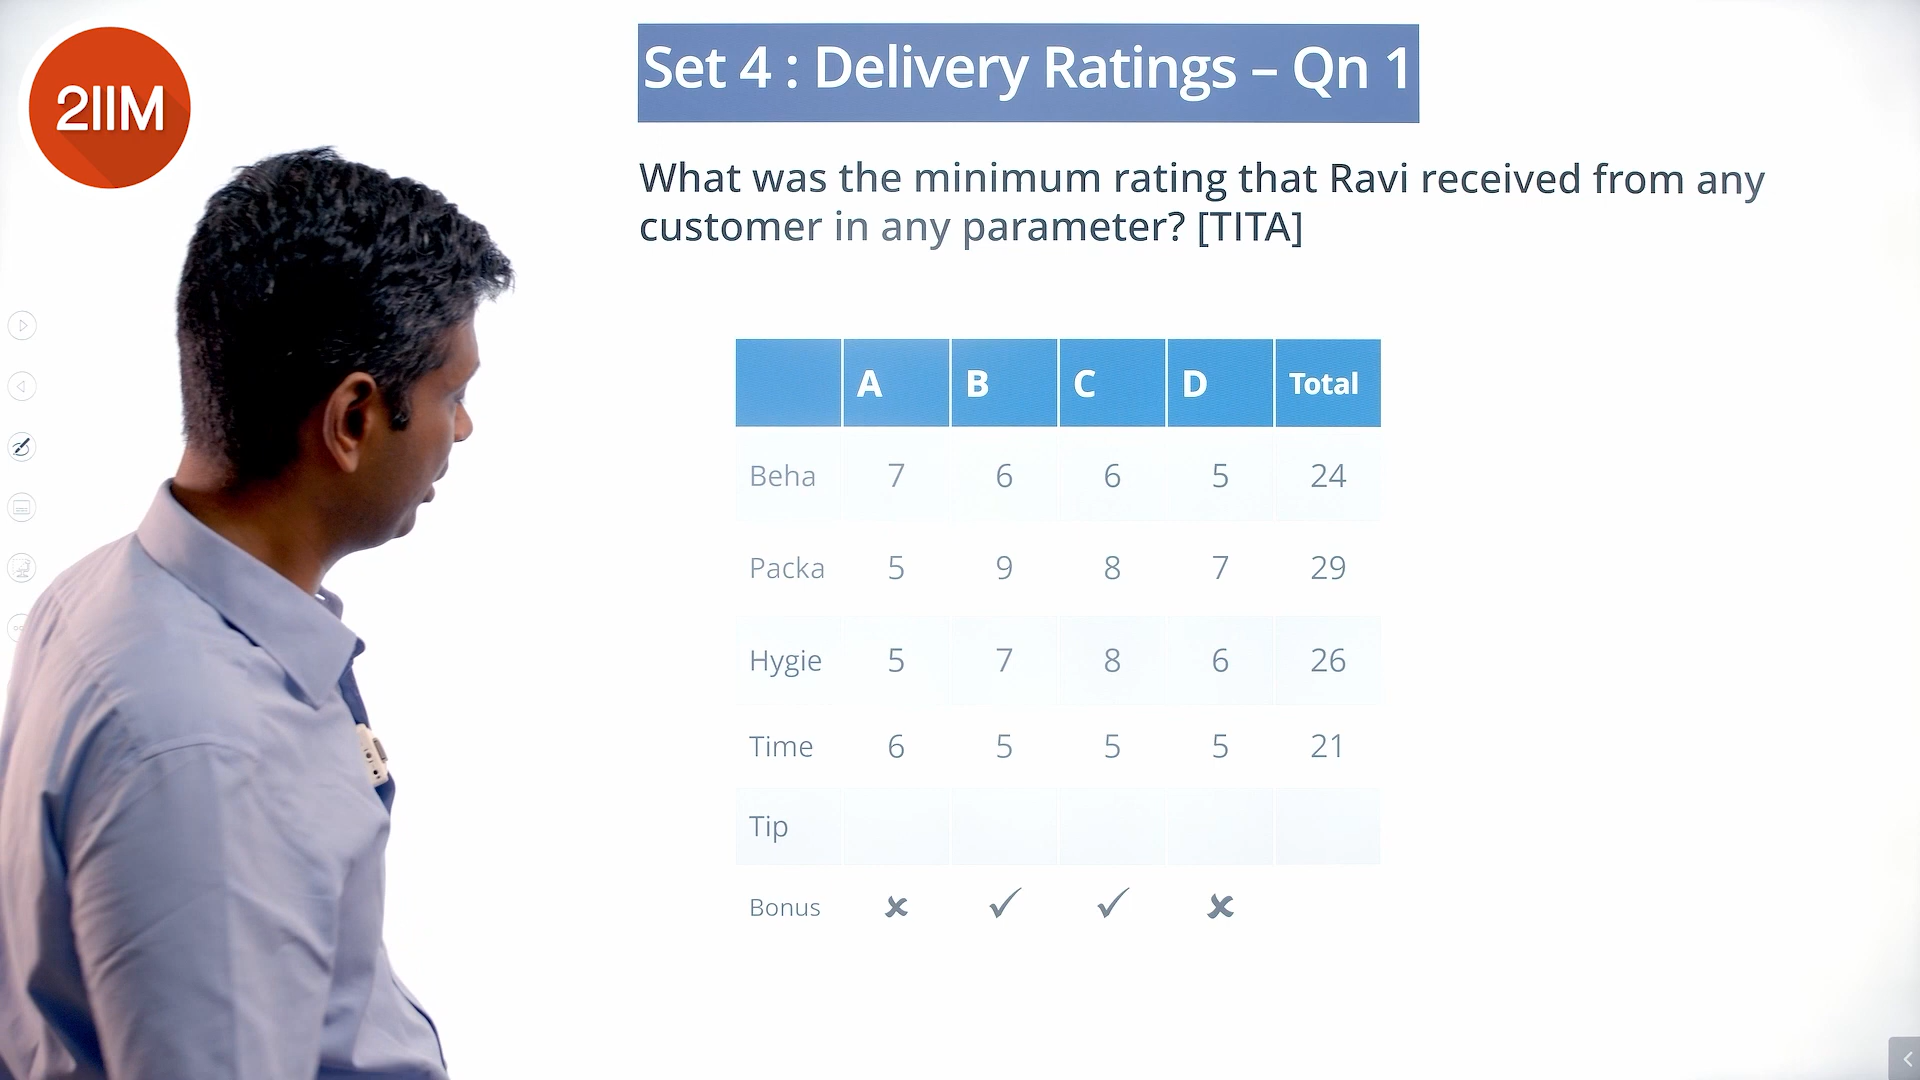 2IIM
Set 4 : Delivery Ratings – Qn 1
What was the minimum rating that Ravi received from any
customer in any parameter? [TITA]
A B C D Total
Beha 7 6 6 5 24
Packa 5 9 8 7 29
Hygie 5 7 8 6 26
Time 6 5 5 5 21
Tip
Bonus ✘ ✓ ✓ ✘